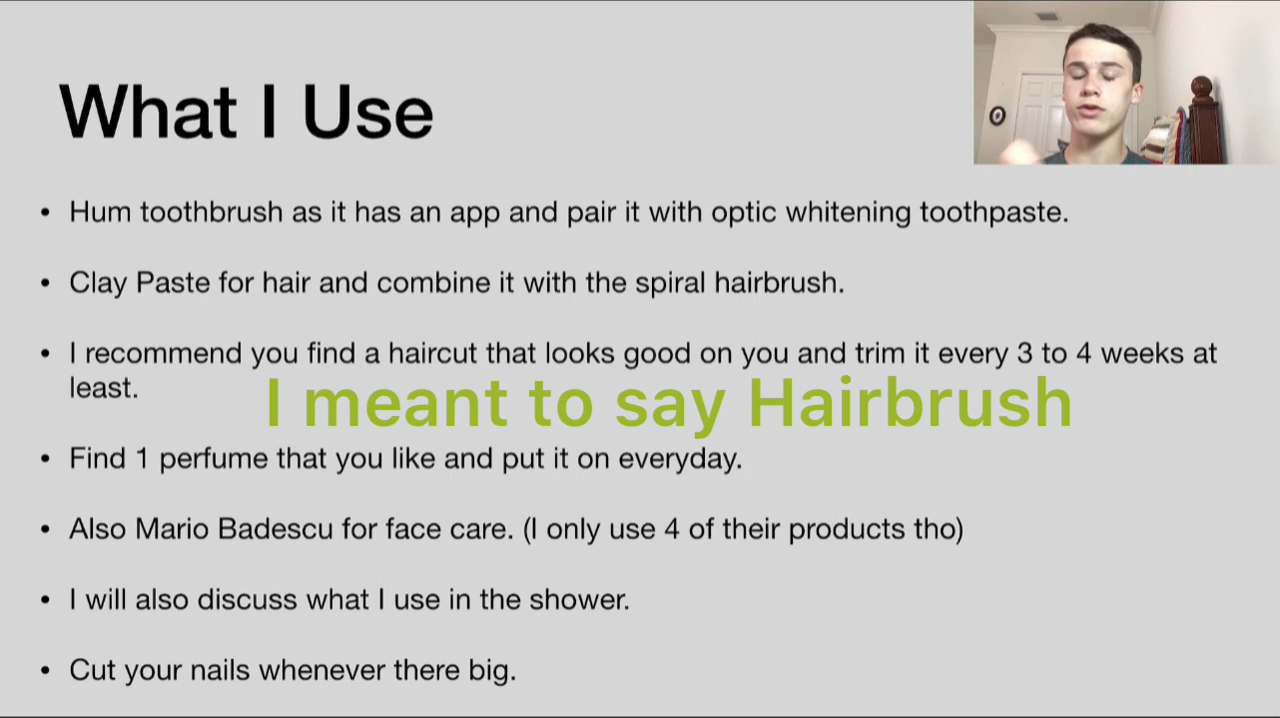 What I Use
• Hum toothbrush as it has an app and pair it with optic whitening toothpaste.
• Clay Paste for hair and combine it with the spiral hairbrush.
• I recommend you find a haircut that looks good on you and trim it every 3 to 4 weeks at
least.
I meant to say Hairbrush
• Find 1 perfume that you like and put it on everyday.
• Also Mario Badescu for face care. (I only use 4 of their products tho)
• I will also discuss what I use in the shower.
• Cut your nails whenever there big.